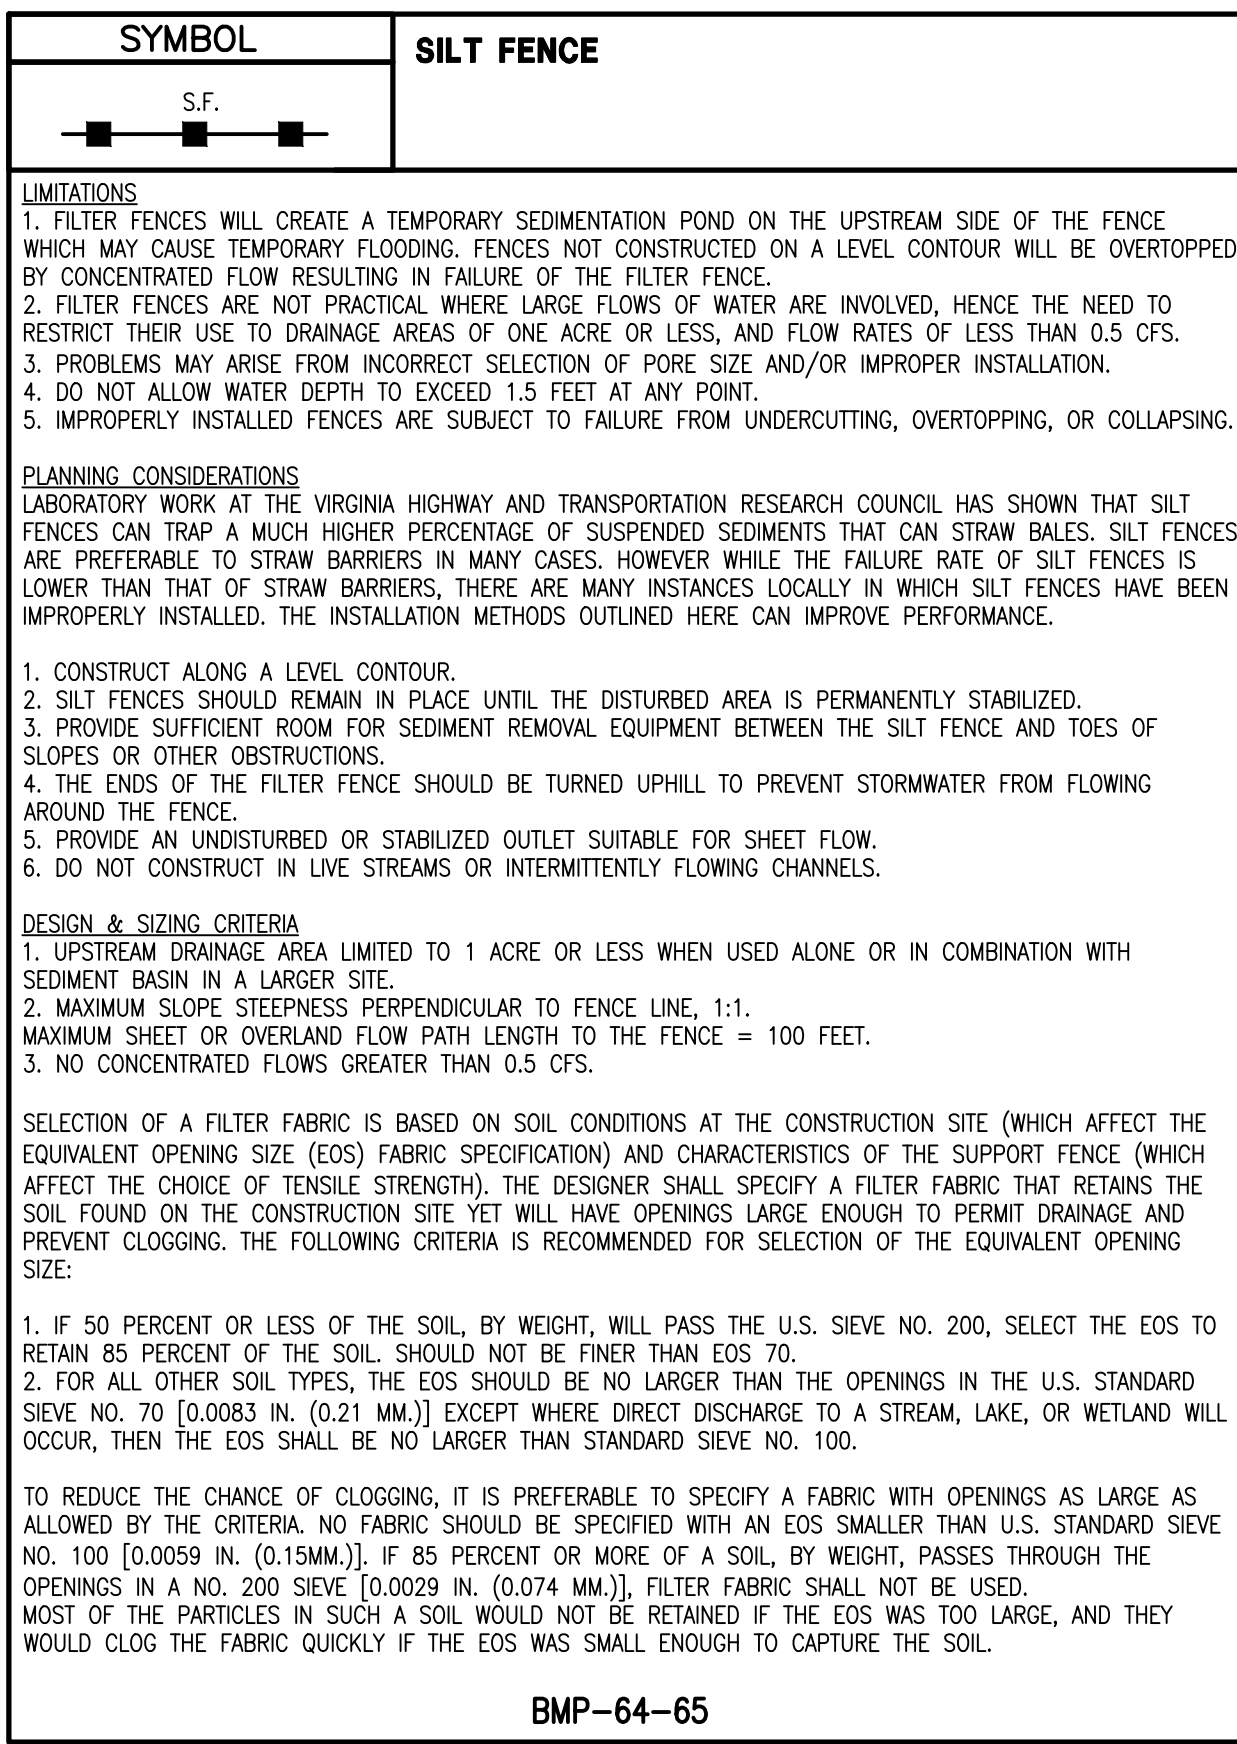 SYMBOL
SILT FENCE
S.F.
LIMITATIONS
1. FILTER FENCES WILL CREATE A TEMPORARY SEDIMENTATION POND ON THE UPSTREAM SIDE OF THE FENCE
WHICH MAY CAUSE TEMPORARY FLOODING. FENCES NOT CONSTRUCTED ON A LEVEL CONTOUR WILL BE OVERTOPPED
BY CONCENTRATED FLOW RESULTING IN FAILURE OF THE FILTER FENCE.
2. FILTER FENCES ARE NOT PRACTICAL WHERE LARGE FLOWS OF WATER ARE INVOLVED, HENCE THE NEED TO
RESTRICT THEIR USE TO DRAINAGE AREAS OF ONE ACRE OR LESS, AND FLOW RATES OF LESS THAN 0.5 CFS.
3. PROBLEMS MAY ARISE FROM INCORRECT SELECTION OF PORE SIZE AND/OR IMPROPER INSTALLATION.
4. DO NOT ALLOW WATER DEPTH TO EXCEED 1.5 FEET AT ANY POINT.
5. IMPROPERLY INSTALLED FENCES ARE SUBJECT TO FAILURE FROM UNDERCUTTING, OVERTOPPING, OR COLLAPSING.
PLANNING CONSIDERATIONS
LABORATORY WORK AT THE VIRGINIA HIGHWAY AND TRANSPORTATION RESEARCH COUNCIL HAS SHOWN THAT SILT
FENCES CAN TRAP A MUCH HIGHER PERCENTAGE OF SUSPENDED SEDIMENTS THAT CAN STRAW BALES. SILT FENCES
ARE PREFERABLE TO STRAW BARRIERS IN MANY CASES. HOWEVER WHILE THE FAILURE RATE OF SILT FENCES IS
LOWER THAN THAT OF STRAW BARRIERS, THERE ARE MANY INSTANCES LOCALLY IN WHICH SILT FENCES HAVE BEEN
IMPROPERLY INSTALLED. THE INSTALLATION METHODS OUTLINED HERE CAN IMPROVE PERFORMANCE.
1. CONSTRUCT ALONG A LEVEL CONTOUR.
2. SILT FENCES SHOULD REMAIN IN PLACE UNTIL THE DISTURBED AREA IS PERMANENTLY STABILIZED.
3. PROVIDE SUFFICIENT ROOM FOR SEDIMENT REMOVAL EQUIPMENT BETWEEN THE SILT FENCE AND TOES OF
SLOPES OR OTHER OBSTRUCTIONS.
4. THE ENDS OF THE FILTER FENCE SHOULD BE TURNED UPHILL TO PREVENT STORMWATER FROM FLOWING
AROUND THE FENCE.
5. PROVIDE AN UNDISTURBED OR STABILIZED OUTLET SUITABLE FOR SHEET FLOW.
6. DO NOT CONSTRUCT IN LIVE STREAMS OR INTERMITTENTLY FLOWING CHANNELS.
DESIGN & SIZING CRITERIA
1. UPSTREAM DRAINAGE AREA LIMITED TO 1 ACRE OR LESS WHEN USED ALONE OR IN COMBINATION WITH
SEDIMENT BASIN IN A LARGER SITE.
2. MAXIMUM SLOPE STEEPNESS PERPENDICULAR TO FENCE LINE, 1:1.
MAXIMUM SHEET OR OVERLAND FLOW PATH LENGTH TO THE FENCE = 100 FEET.
3. NO CONCENTRATED FLOWS GREATER THAN 0.5 CFS.
SELECTION OF A FILTER FABRIC IS BASED ON SOIL CONDITIONS AT THE CONSTRUCTION SITE (WHICH AFFECT THE
EQUIVALENT OPENING SIZE (EOS) FABRIC SPECIFICATION) AND CHARACTERISTICS OF THE SUPPORT FENCE (WHICH
AFFECT THE CHOICE OF TENSILE STRENGTH). THE DESIGNER SHALL SPECIFY A FILTER FABRIC THAT RETAINS THE
SOIL FOUND ON THE CONSTRUCTION SITE YET WILL HAVE OPENINGS LARGE ENOUGH TO PERMIT DRAINAGE AND
PREVENT CLOGGING. THE FOLLOWING CRITERIA IS RECOMMENDED FOR SELECTION OF THE EQUIVALENT OPENING
SIZE:
1. IF 50 PERCENT OR LESS OF THE SOIL, BY WEIGHT, WILL PASS THE U.S. SIEVE NO. 200, SELECT THE EOS TO
RETAIN 85 PERCENT OF THE SOIL. SHOULD NOT BE FINER THAN EOS 70.
2. FOR ALL OTHER SOIL TYPES, THE EOS SHOULD BE NO LARGER THAN THE OPENINGS IN THE U.S. STANDARD
SIEVE NO. 70 [0.0083 IN. (0.21 MM.)] EXCEPT WHERE DIRECT DISCHARGE TO A STREAM, LAKE, OR WETLAND WILL
OCCUR, THEN THE EOS SHALL BE NO LARGER THAN STANDARD SIEVE NO. 100.
TO REDUCE THE CHANCE OF CLOGGING, IT IS PREFERABLE TO SPECIFY A FABRIC WITH OPENINGS AS LARGE AS
ALLOWED BY THE CRITERIA. NO FABRIC SHOULD BE SPECIFIED WITH AN EOS SMALLER THAN U.S. STANDARD SIEVE
NO. 100 [0.0059 IN. (0.15MM.)]. IF 85 PERCENT OR MORE OF A SOIL, BY WEIGHT, PASSES THROUGH THE
OPENINGS IN A NO. 200 SIEVE [0.0029 IN. (0.074 MM.)], FILTER FABRIC SHALL NOT BE USED.
MOST OF THE PARTICLES IN SUCH A SOIL WOULD NOT BE RETAINED IF THE EOS WAS TOO LARGE, AND THEY
WOULD CLOG THE FABRIC QUICKLY IF THE EOS WAS SMALL ENOUGH TO CAPTURE THE SOIL.
BMP-64-65